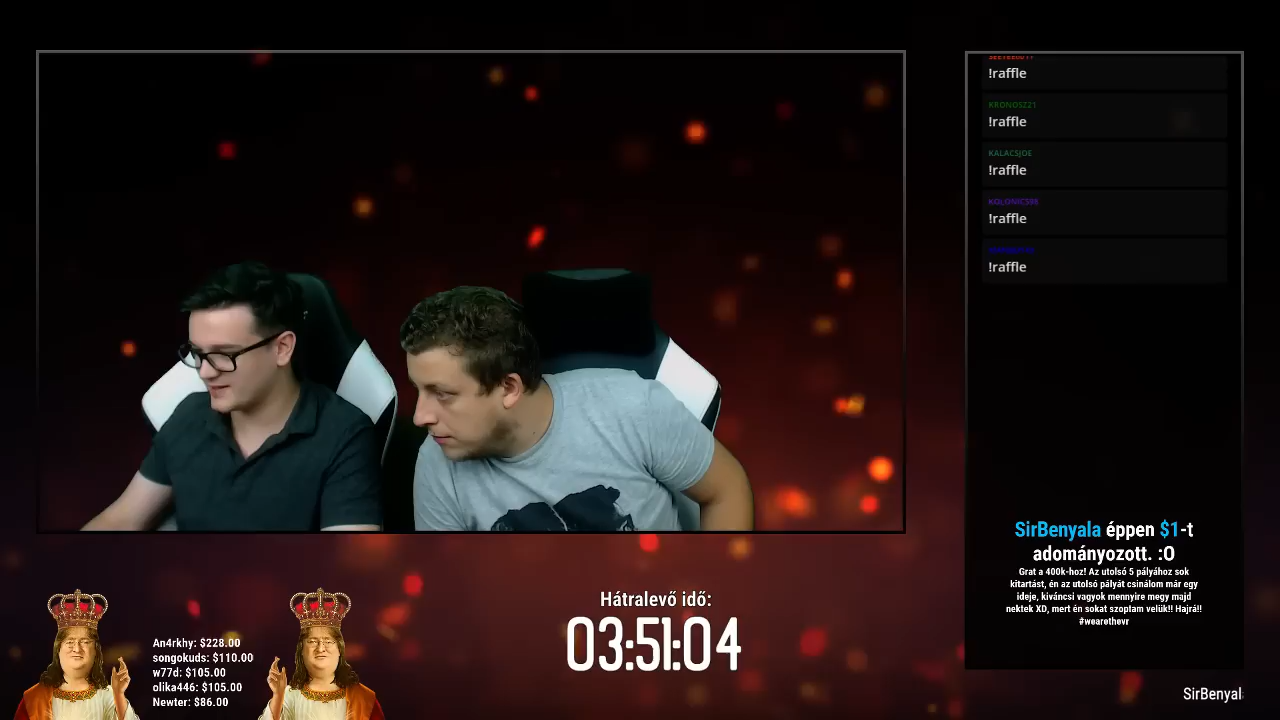 !raffle
KRONOSZ21
!raffle
KALACSJOE
!raffle
KOLONICS98
!raffle
!raffle
SirBenyala éppen $1-t
adományozott. :O
Grat a 400k-hoz! Az utolsó 5 pályához sok
kitartást, én az utolsó pályát csinálom már egy
ideje, kiváncsi vagyok mennyire megy majd
nektek XD, mert én sokat szoptam velük!! Hajrá!!
#wearethevr
Hátralevő idő:
03:51:04
An4rkhy: $228.00
songokuds: $110.00
w77d: $105.00
olika446: $105.00
Newter: $86.00
SirBenyal